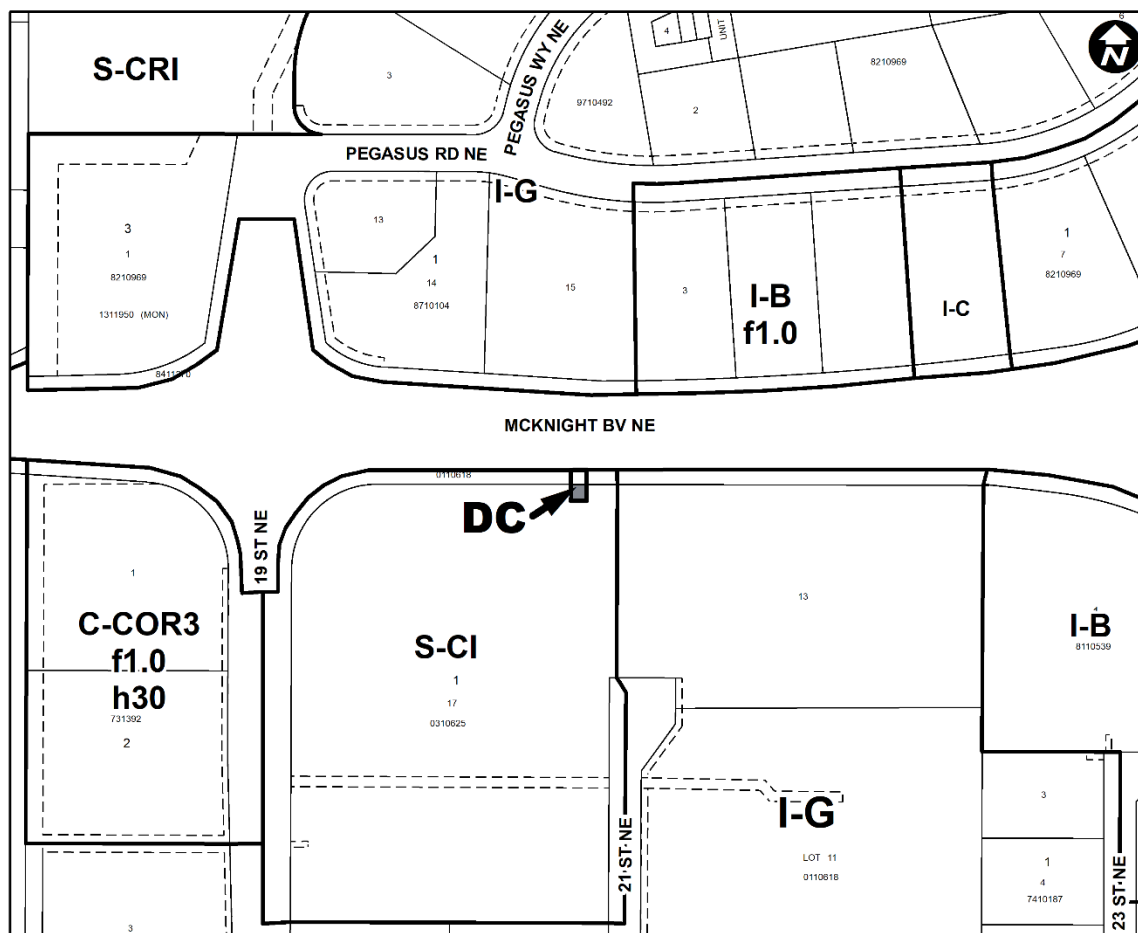 6
N
S-CRI
3
PEGASUS WY NE
4
UNIT
8210969
9710492
2
PEGASUS RD NE
I-G
13
3
1
8210969
1311950 (MON)
1
14
8710104
15
3
I-B
f1.0
I-C
1
7
8210969
8411370
MCKNIGHT BV NE
0110618
DC
19 ST NE
1
C-COR3
f1.0
h30
731392
2
S-CI
1
17
0310625
13
I-B
4
8110539
I-G
LOT 11
0110618
21 ST NE
3
1
4
7410187
23 ST NE
3